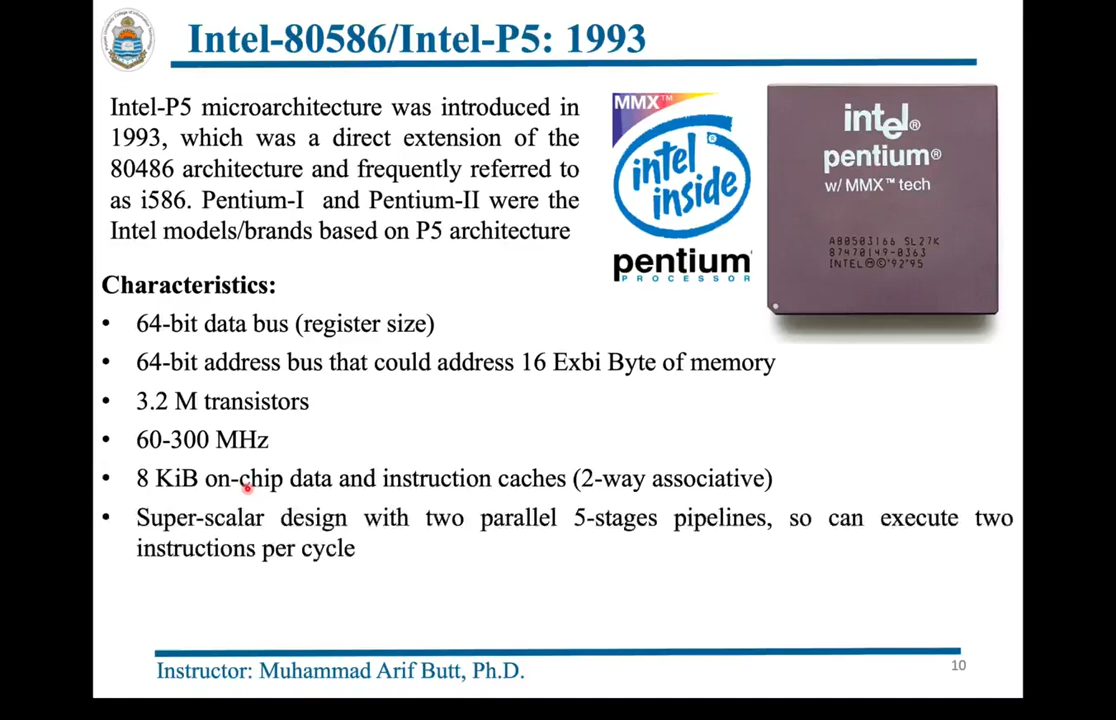 Intel-80586/Intel-P5: 1993
Intel-P5 microarchitecture was introduced in
1993, which was a direct extension of the
80486 architecture and frequently referred to
as i586. Pentium-I and Pentium-II were the
Intel models/brands based on P5 architecture
MMX™
intel
inside
pentium
PROCESSOR
intel®
pentium®
w/ MMX™ tech
A80503166 SL27K
87470149-0363
INTEL Ⓜ©'92'95
Characteristics:
• 64-bit data bus (register size)
• 64-bit address bus that could address 16 Exbi Byte of memory
• 3.2 M transistors
• 60-300 MHz
• 8 KiB on-chip data and instruction caches (2-way associative)
• Super-scalar design with two parallel 5-stages pipelines, so can execute two
instructions per cycle
Instructor: Muhammad Arif Butt, Ph.D.
10